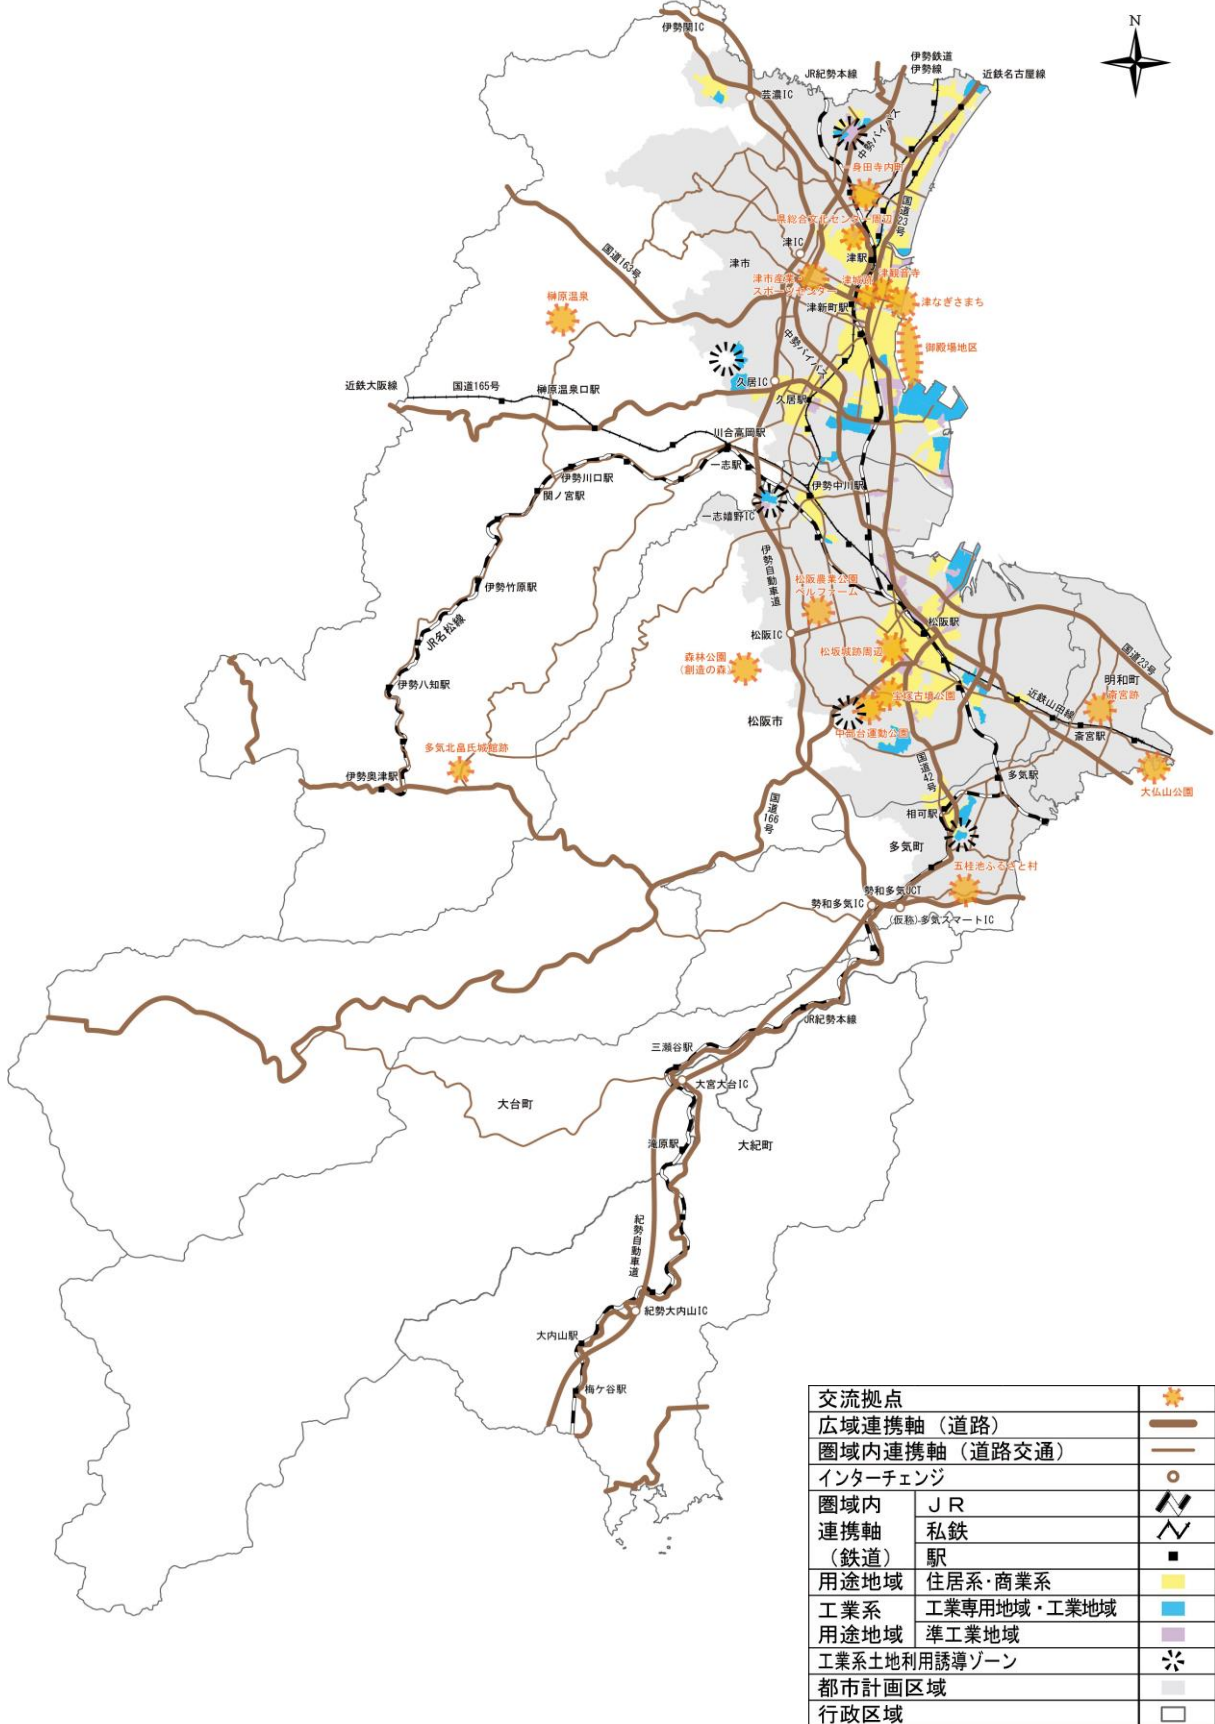 N
伊勢関IC
伊勢鉄道
伊勢線
JR紀勢本線
近鉄名古屋線
芸濃IC
中勢バイパス
一身田寺内町
国道23号
県総合文化センター周辺
津IC
津駅
国道163号
津市
津市産業・
スポーツセンター
津城跡
津観音寺
榊原温泉
津新町駅
津なぎさまち
中勢バイパス
御殿場地区
近鉄大阪線
国道165号
榊原温泉口駅
久居IC
久居駅
川合高岡駅
一志駅
伊勢川口駅
関ノ宮駅
伊勢中川駅
一志嬉野IC
伊勢自動車道
伊勢竹原駅
松阪農業公園
ベルファーム
JR名松線
松阪IC
松阪駅
森林公園
(創造の森)
松坂城跡周辺
国道23号
明和町
伊勢八知駅
宝塚古墳公園
近鉄山田線
斎宮跡
松阪市
中部台運動公園
斎宮駅
多気北畠氏城館跡
国道42号
伊勢奥津駅
多気駅
大仏山公園
国道166号
相可駅
多気町
五桂池ふるさと村
勢和多気JCT
勢和多気IC
(仮称)多気スマートIC
JR紀勢本線
三瀬谷駅
大宮大台IC
大台町
滝原駅
大紀町
紀勢自動車道
紀勢大内山IC
大内山駅
梅ケ谷駅
交流拠点
広域連携軸（道路）
圏域内連携軸（道路交通）
インターチェンジ
圏域内 ＪＲ
連携軸 私鉄
（鉄道） 駅
用途地域 住居系・商業系
工業系 工業専用地域・工業地域
用途地域 準工業地域
工業系土地利用誘導ゾーン
都市計画区域
行政区域